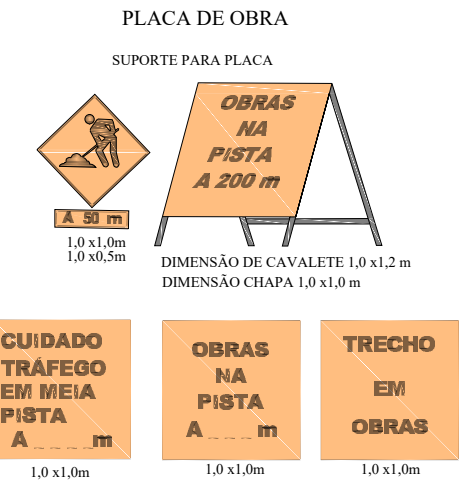 PLACA DE OBRA
SUPORTE PARA PLACA
OBRAS
NA
PISTA
A 200 m
A 50 m
1,0 x1,0m
1,0 x0,5m
DIMENSÃO DE CAVALETE 1,0 x1,2 m
DIMENSÃO CHAPA 1,0 x1,0 m
CUIDADO
TRÁFEGO
EM MEIA
PISTA
A _ _ _ _ m
1,0 x1,0m
OBRAS
NA
PISTA
A _ _ _ m
1,0 x1,0m
TRECHO
EM
OBRAS
1,0 x1,0m